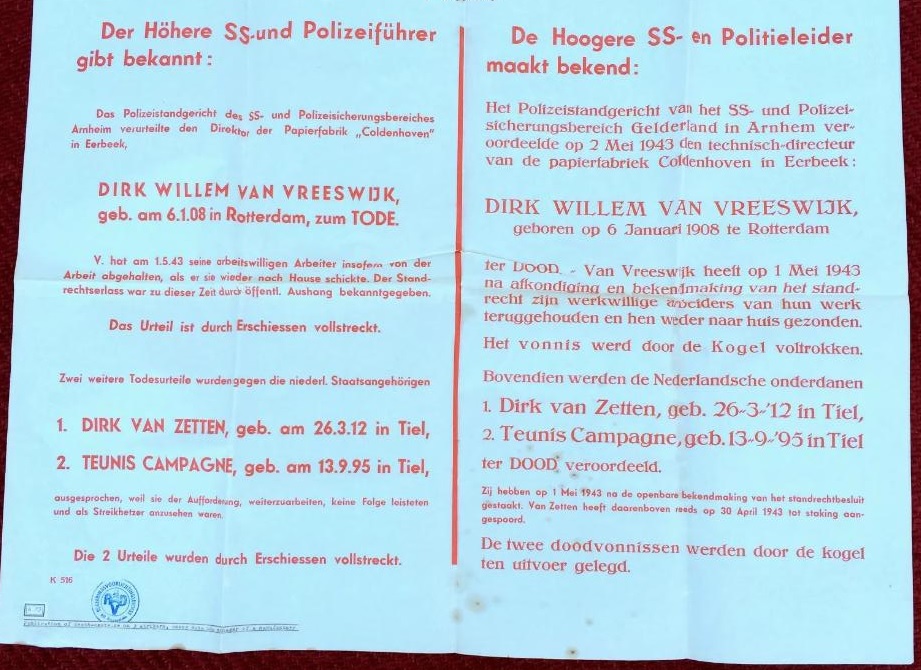 Der Höhere SS-und Polizeiführer
gibt bekannt:
Das Polizeistandgericht des SS- und Polizeisicherungsbereiches
Arnheim verurteilte den Direktor der Papierfabrik „Coldenhoven"
in Eerbeek,
DIRK WILLEM VAN VREESWIJK,
geb. am 6.1.08 in Rotterdam, zum TODE.
V. hat am 1.5.43 seine arbeitswilligen Arbeiter insofern von der
Arbeit abgehalten, als er sie wieder nach Hause schickte. Der Stand-
rechtserlass war zu dieser Zeit durch öffentl. Aushang bekanntgegeben.
Das Urteil ist durch Erschiessen vollstreckt.
Zwei weitere Todesurteile wurden gegen die niederl. Staatsangehörigen
1. DIRK VAN ZETTEN, geb. am 26.3.12 in Tiel,
2. TEUNIS CAMPAGNE, geb. am 13.9.95 in Tiel,
ausgesprochen, weil sie der Aufforderung, weiterzuarbeiten, keine Folge leisteten
und als Streikhetzer anzusehen waren.
Die 2 Urteile wurden durch Erschiessen vollstreckt.
K 516
De Hoogere SS- en Politieleider
maakt bekend:
Het Polizeistandgericht van het SS- und Polizei-
sicherungsbereich Gelderland in Arnhem ver-
oordeelde op 2 Mei 1943 den technisch-directeur
van de papierfabriek Coldenhoven in Eerbeek:
DIRK WILLEM VAN VREESWIJK,
geboren op 6 Januari 1908 te Rotterdam
ter DOOD. - Van Vreeswijk heeft op 1 Mei 1943
na afkondiging en bekendmaking van het stand-
recht zijn werkwillige arbeiders van hun werk
teruggehouden en hen weder naar huis gezonden.
Het vonnis werd door de Kogel voltrokken.
Bovendien werden de Nederlandsche onderdanen
1. Dirk van Zetten, geb. 26-3-'12 in Tiel,
2. Teunis Campagne, geb. 13-9-'95 in Tiel
ter DOOD veroordeeld.
Zij hebben op 1 Mei 1943 na de openbare bekendmaking van het standrechtbesluit
gestaakt. Van Zetten heeft daarenboven reeds op 30 April 1943 tot staking aan-
gespoord.
De twee doodvonnissen werden door de kogel
ten uitvoer gelegd.